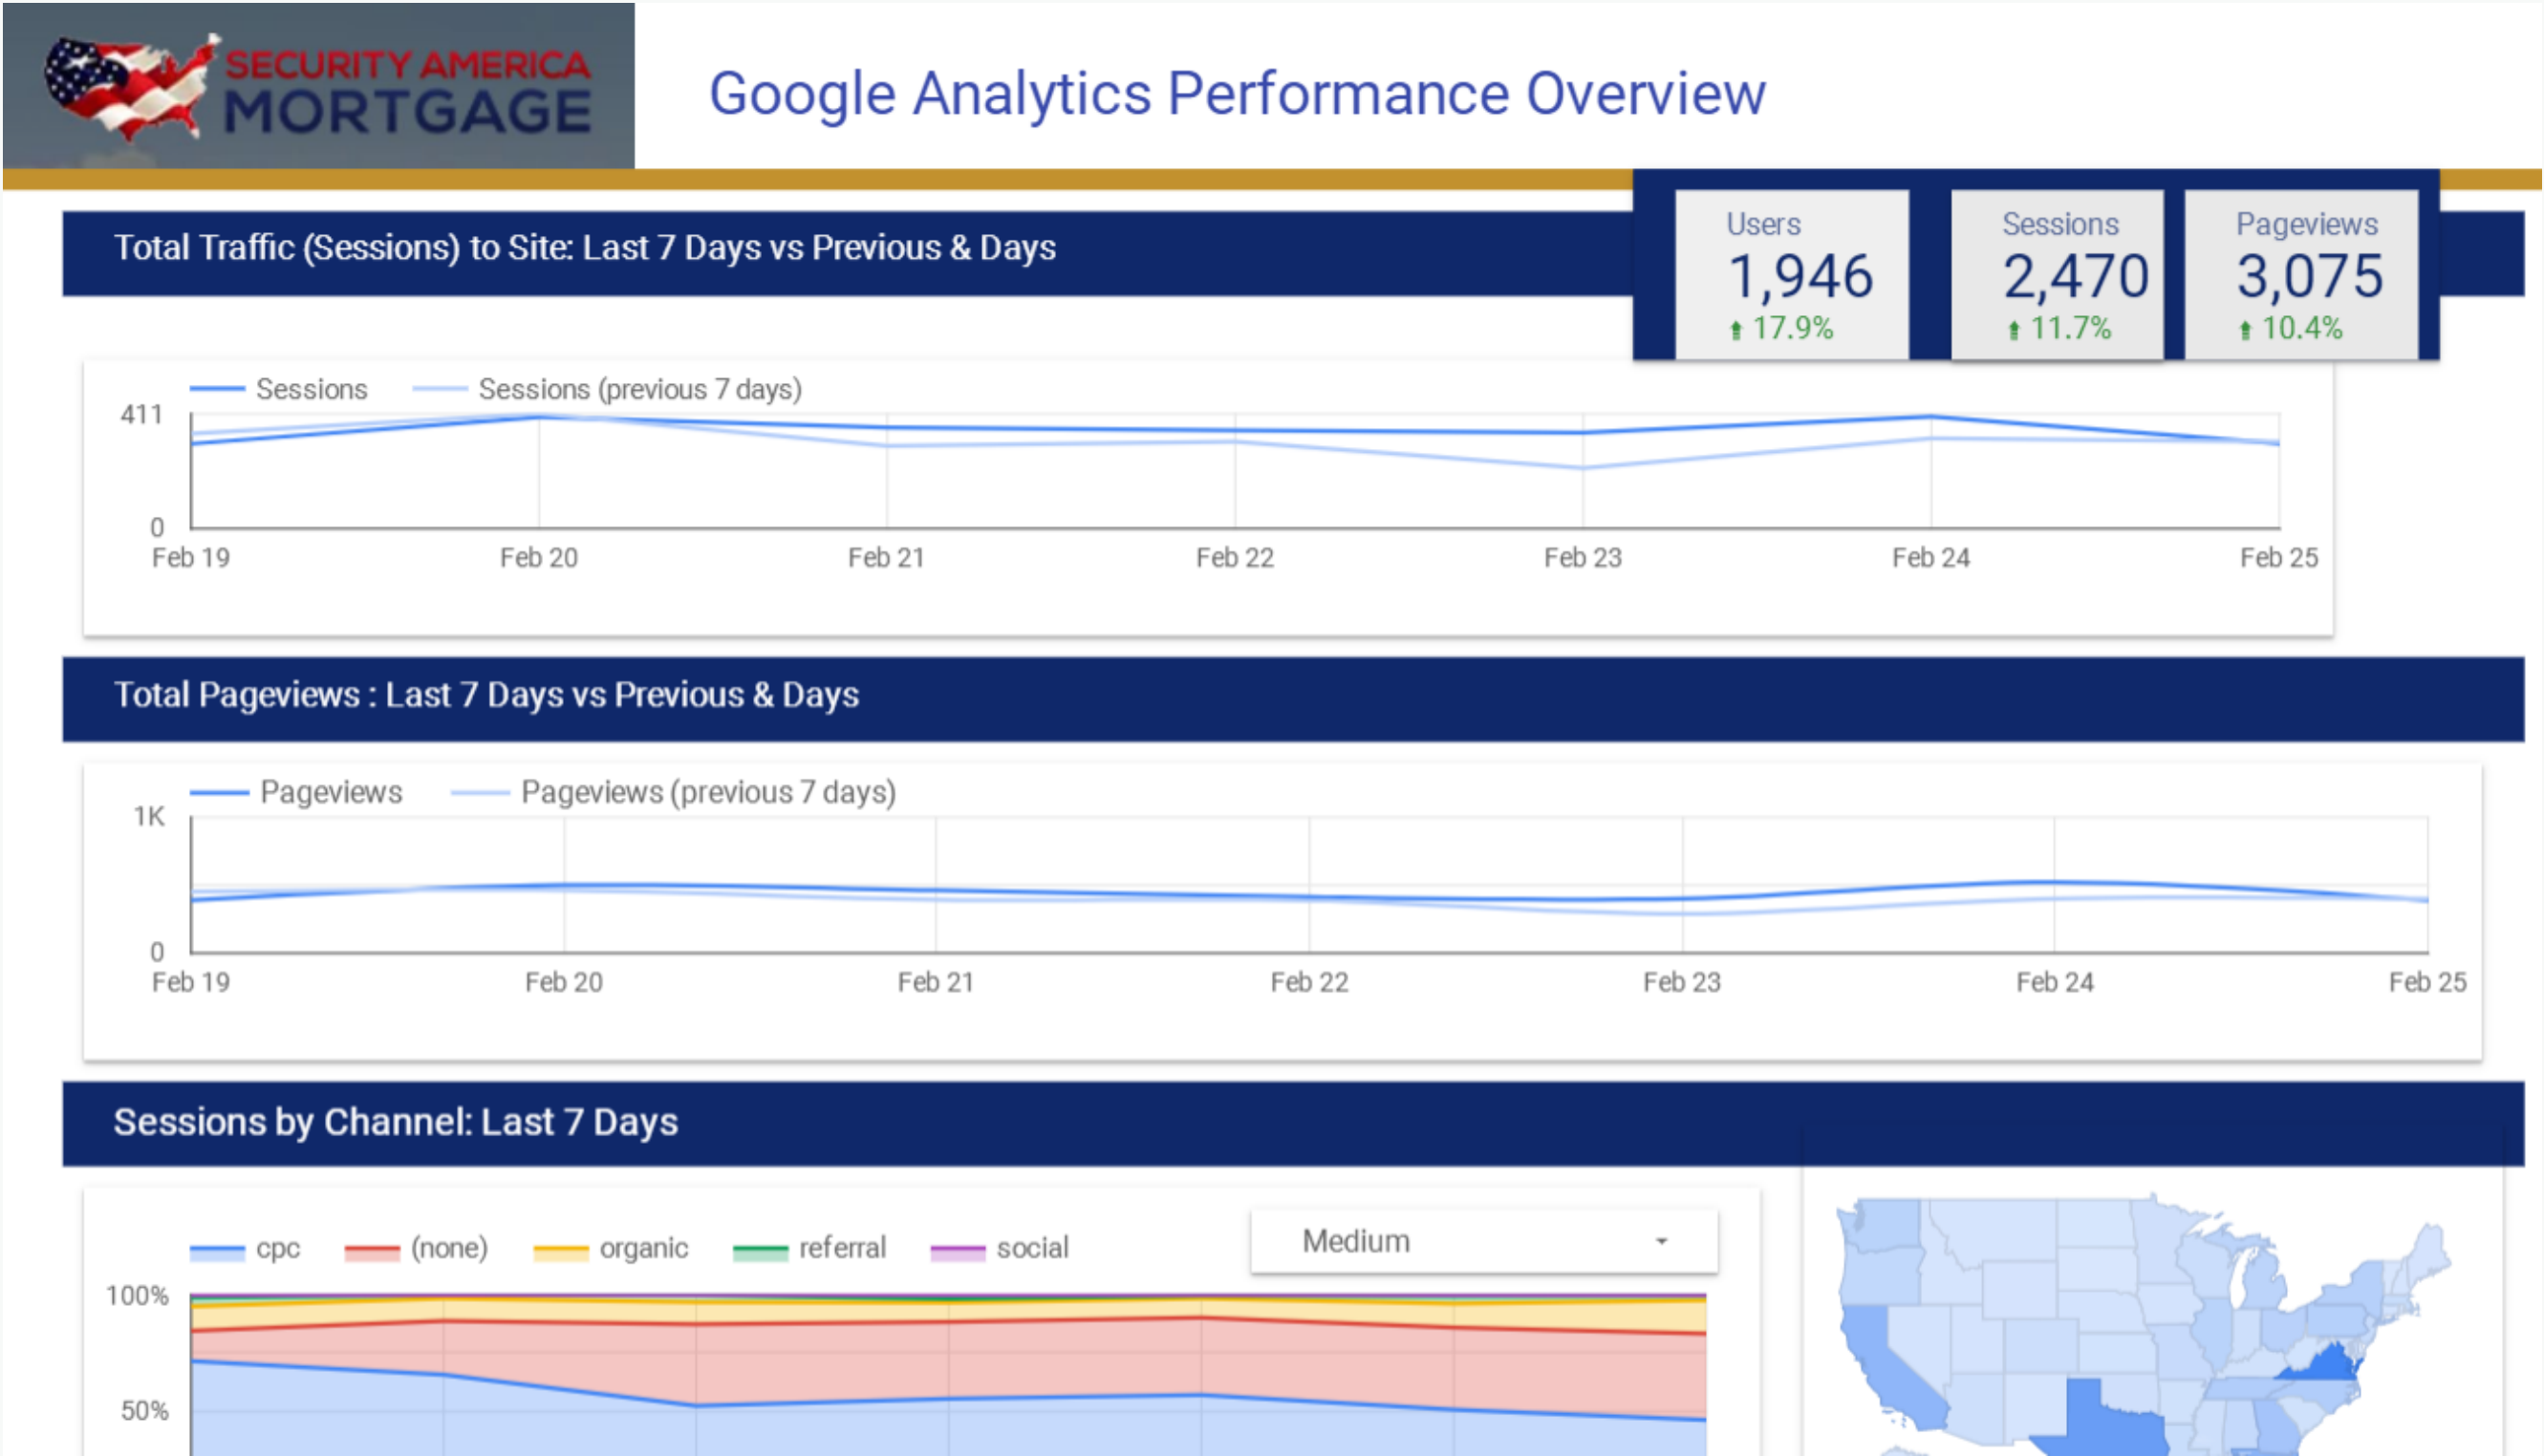 SECURITY AMERICA
MORTGAGE
Google Analytics Performance Overview
Total Traffic (Sessions) to Site: Last 7 Days vs Previous & Days
Users
1,946
17.9%
Sessions
2,470
11.7%
Pageviews
3,075
10.4%
Sessions Sessions (previous 7 days)
411
0
Feb 19 Feb 20 Feb 21 Feb 22 Feb 23 Feb 24 Feb 25
Total Pageviews : Last 7 Days vs Previous & Days
Pageviews Pageviews (previous 7 days)
1K
0
Feb 19 Feb 20 Feb 21 Feb 22 Feb 23 Feb 24 Feb 25
Sessions by Channel: Last 7 Days
cpc (none) organic referral social
Medium
100%
50%